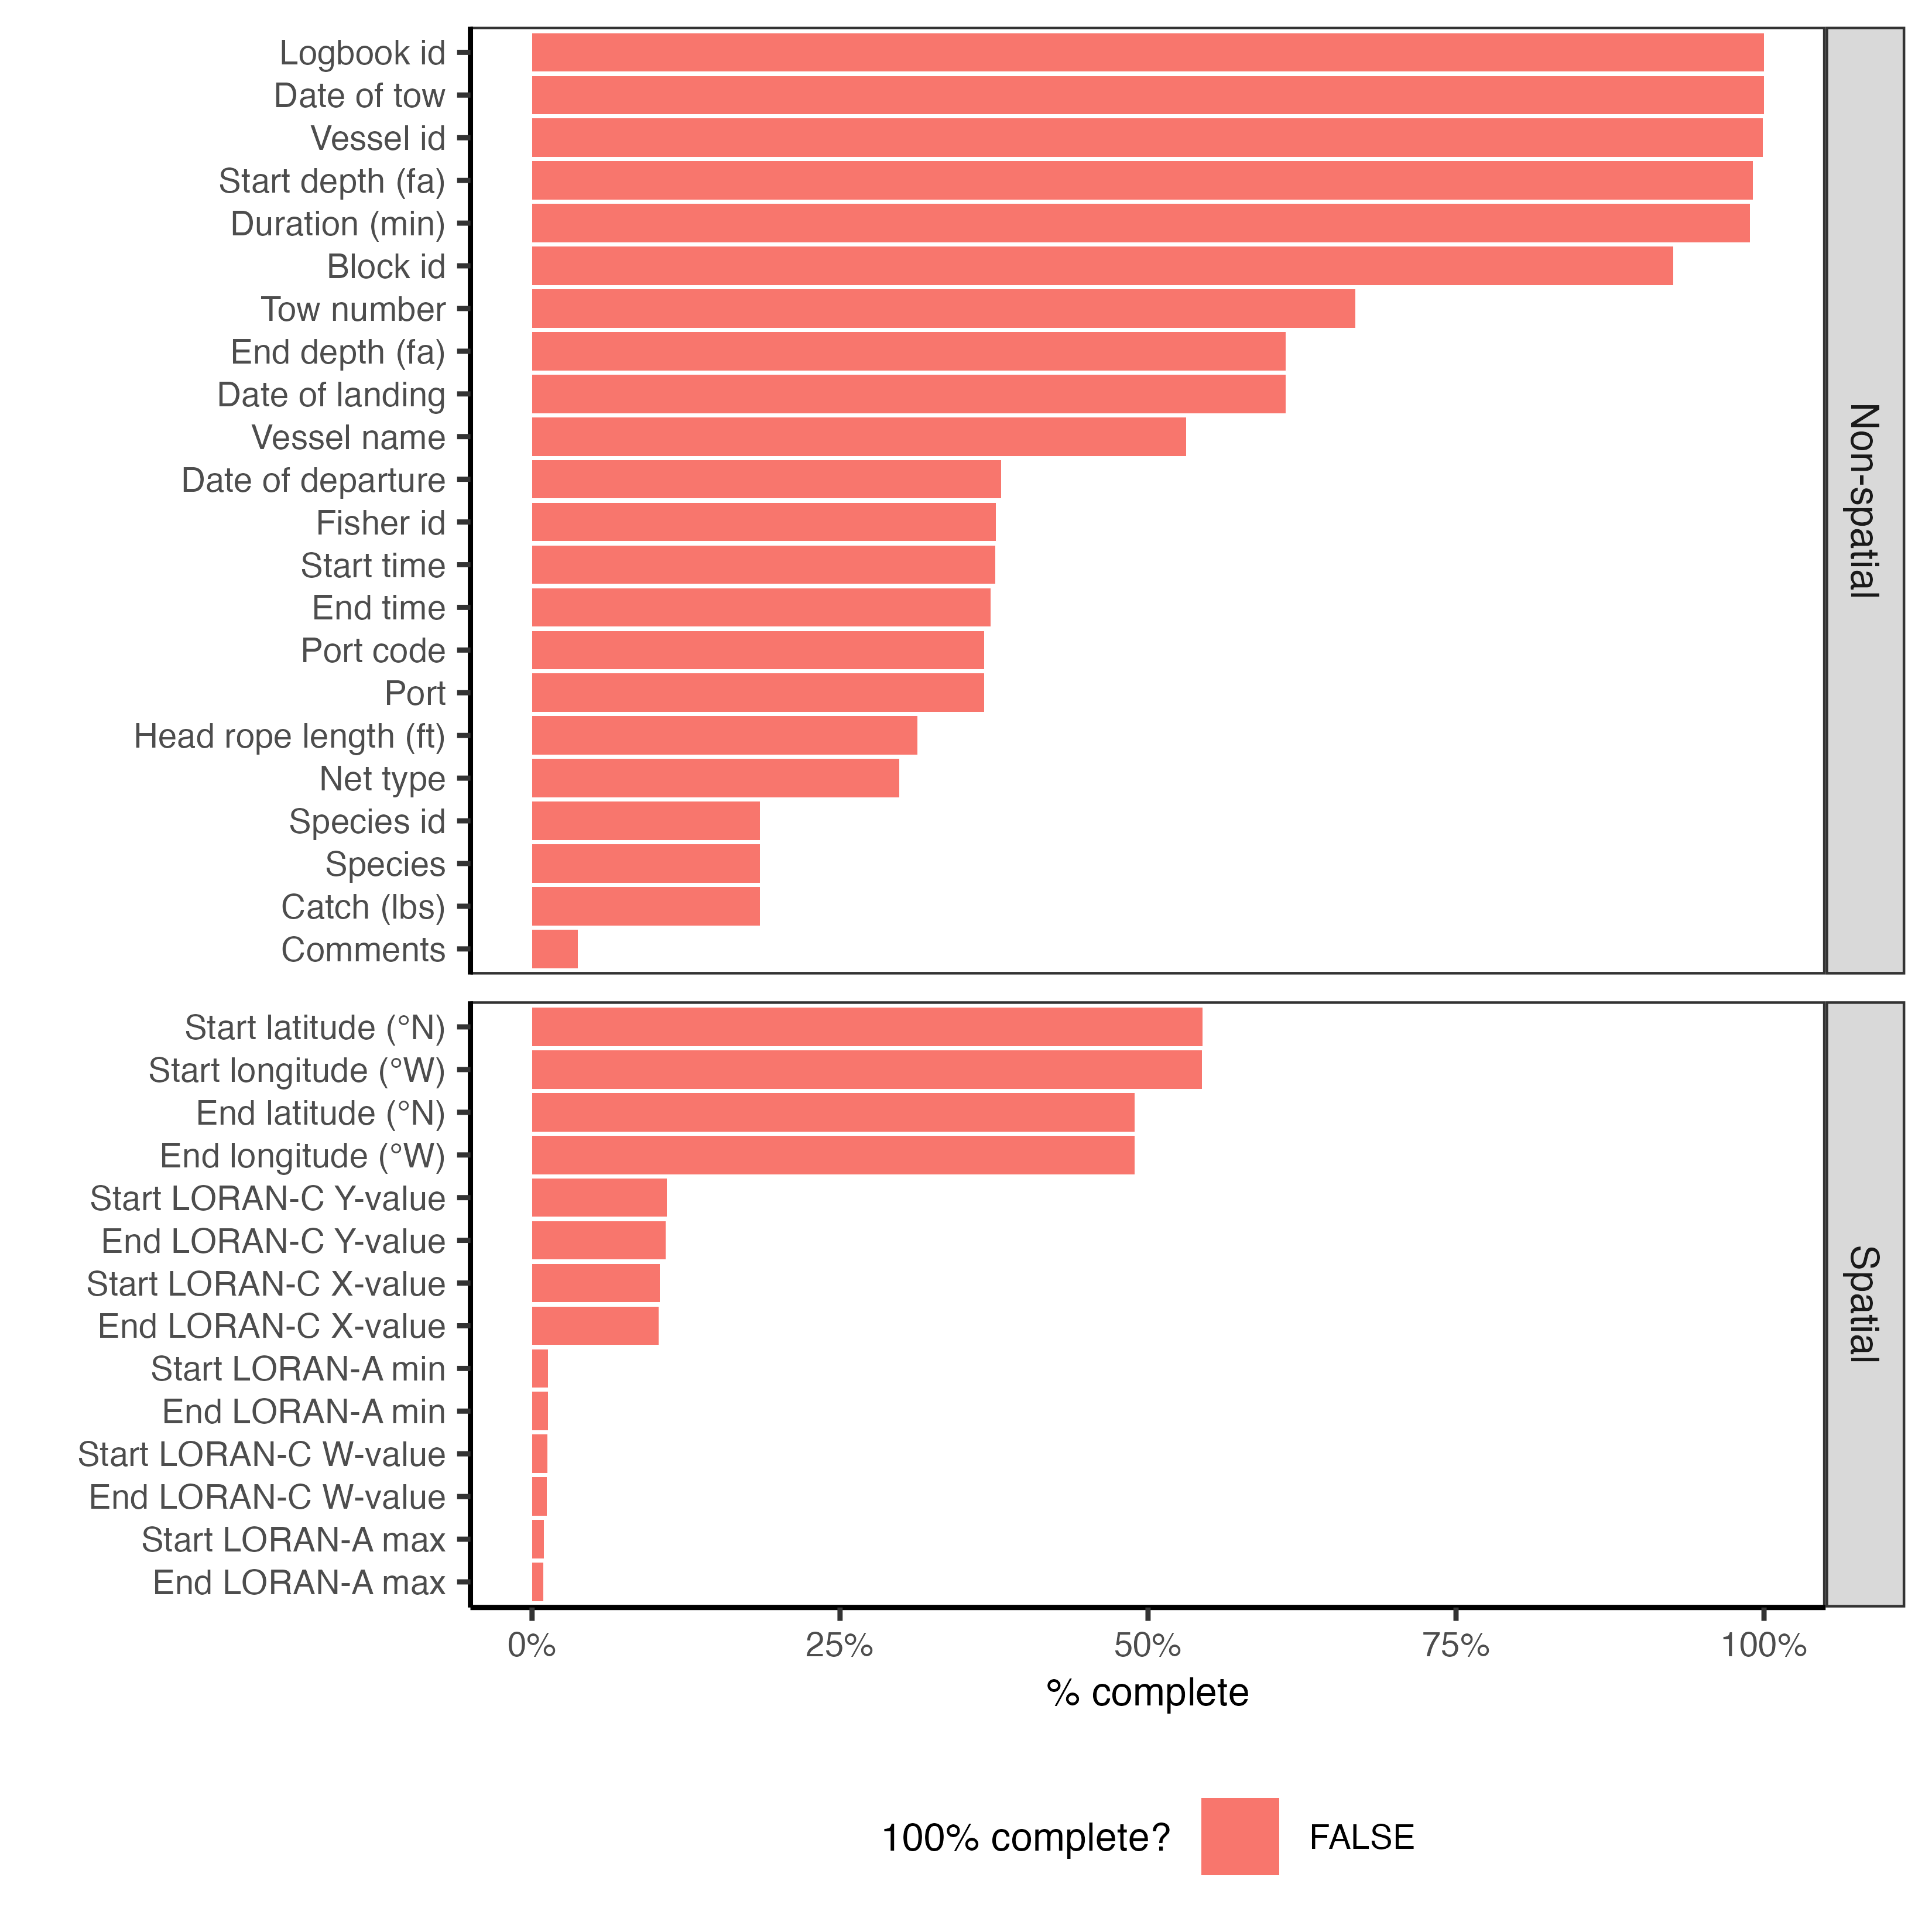 Logbook id
Date of tow
Vessel id
Start depth (fa)
Duration (min)
Block id
Tow number
End depth (fa)
Date of landing
Vessel name
Date of departure
Fisher id
Start time
End time
Port code
Port
Head rope length (ft)
Net type
Species id
Species
Catch (lbs)
Comments
Non-spatial
Start latitude (°N)
Start longitude (°W)
End latitude (°N)
End longitude (°W)
Start LORAN-C Y-value
End LORAN-C Y-value
Start LORAN-C X-value
End LORAN-C X-value
Start LORAN-A min
End LORAN-A min
Start LORAN-C W-value
End LORAN-C W-value
Start LORAN-A max
End LORAN-A max
Spatial
0% 25% 50% 75% 100%
% complete
100% complete? FALSE